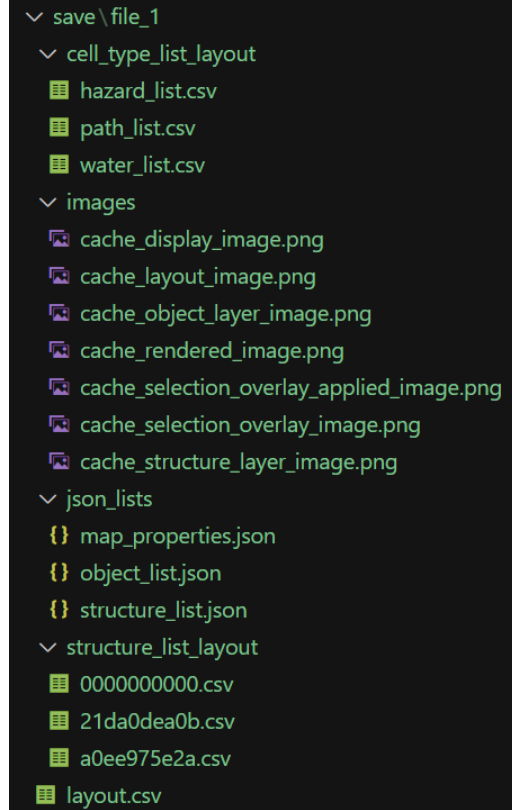 save\file_1
cell_type_list_layout
hazard_list.csv
path_list.csv
water_list.csv
images
cache_display_image.png
cache_layout_image.png
cache_object_layer_image.png
cache_rendered_image.png
cache_selection_overlay_applied_image.png
cache_selection_overlay_image.png
cache_structure_layer_image.png
json_lists
{} map_properties.json
{} object_list.json
{} structure_list.json
structure_list_layout
0000000000.csv
21da0dea0b.csv
a0ee975e2a.csv
layout.csv